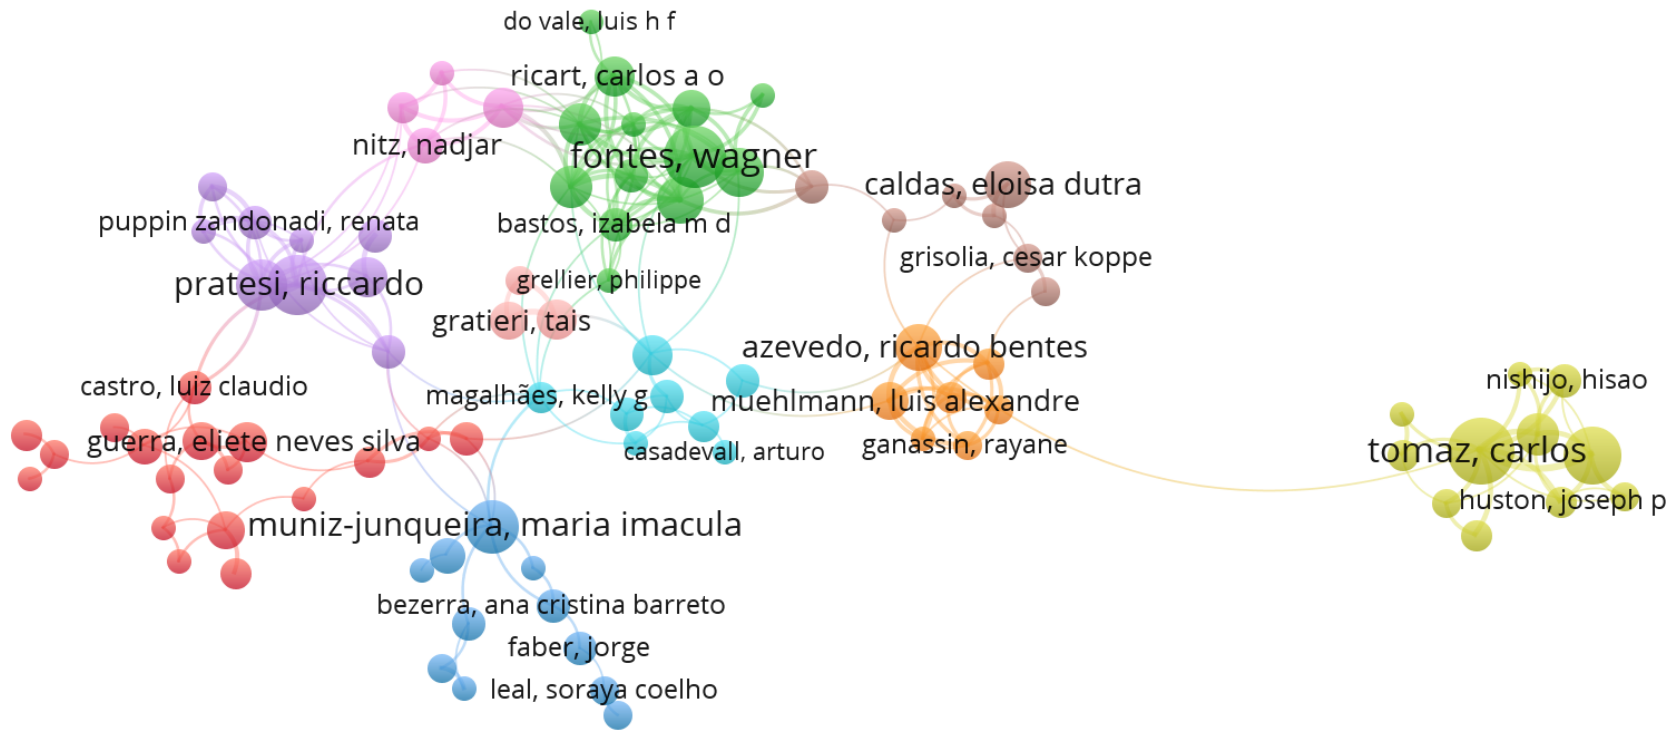 do vale, luis h f
ricart, carlos a o
nitz, nadjar
fontes, wagner
caldas, eloisa dutra
puppin zandonadi, renata
bastos, izabela m d
grisolia, cesar koppe
pratesi, riccardo
grellier, philippe
gratieri, tais
azevedo, ricardo bentes
castro, luiz claudio
nishijo, hisao
magalhães, kelly g
muehlmann, luis alexandre
guerra, eliete neves silva
casadevall, arturo
ganassin, rayane
tomaz, carlos
huston, joseph p
muniz-junqueira, maria imacula
bezerra, ana cristina barreto
faber, jorge
leal, soraya coelho